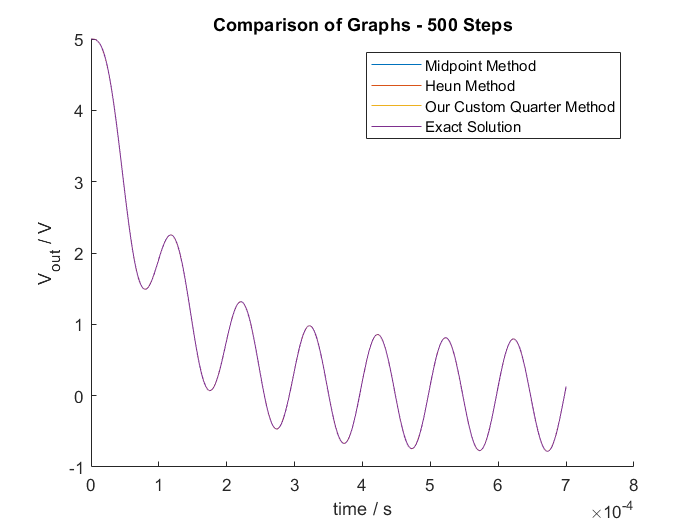 Comparison of Graphs - 500 Steps
5
4
3
2
1
0
-1
V_out / V
Midpoint Method
Heun Method
Our Custom Quarter Method
Exact Solution
0 1 2 3 4 5 6 7 8
time / s
×10^-4